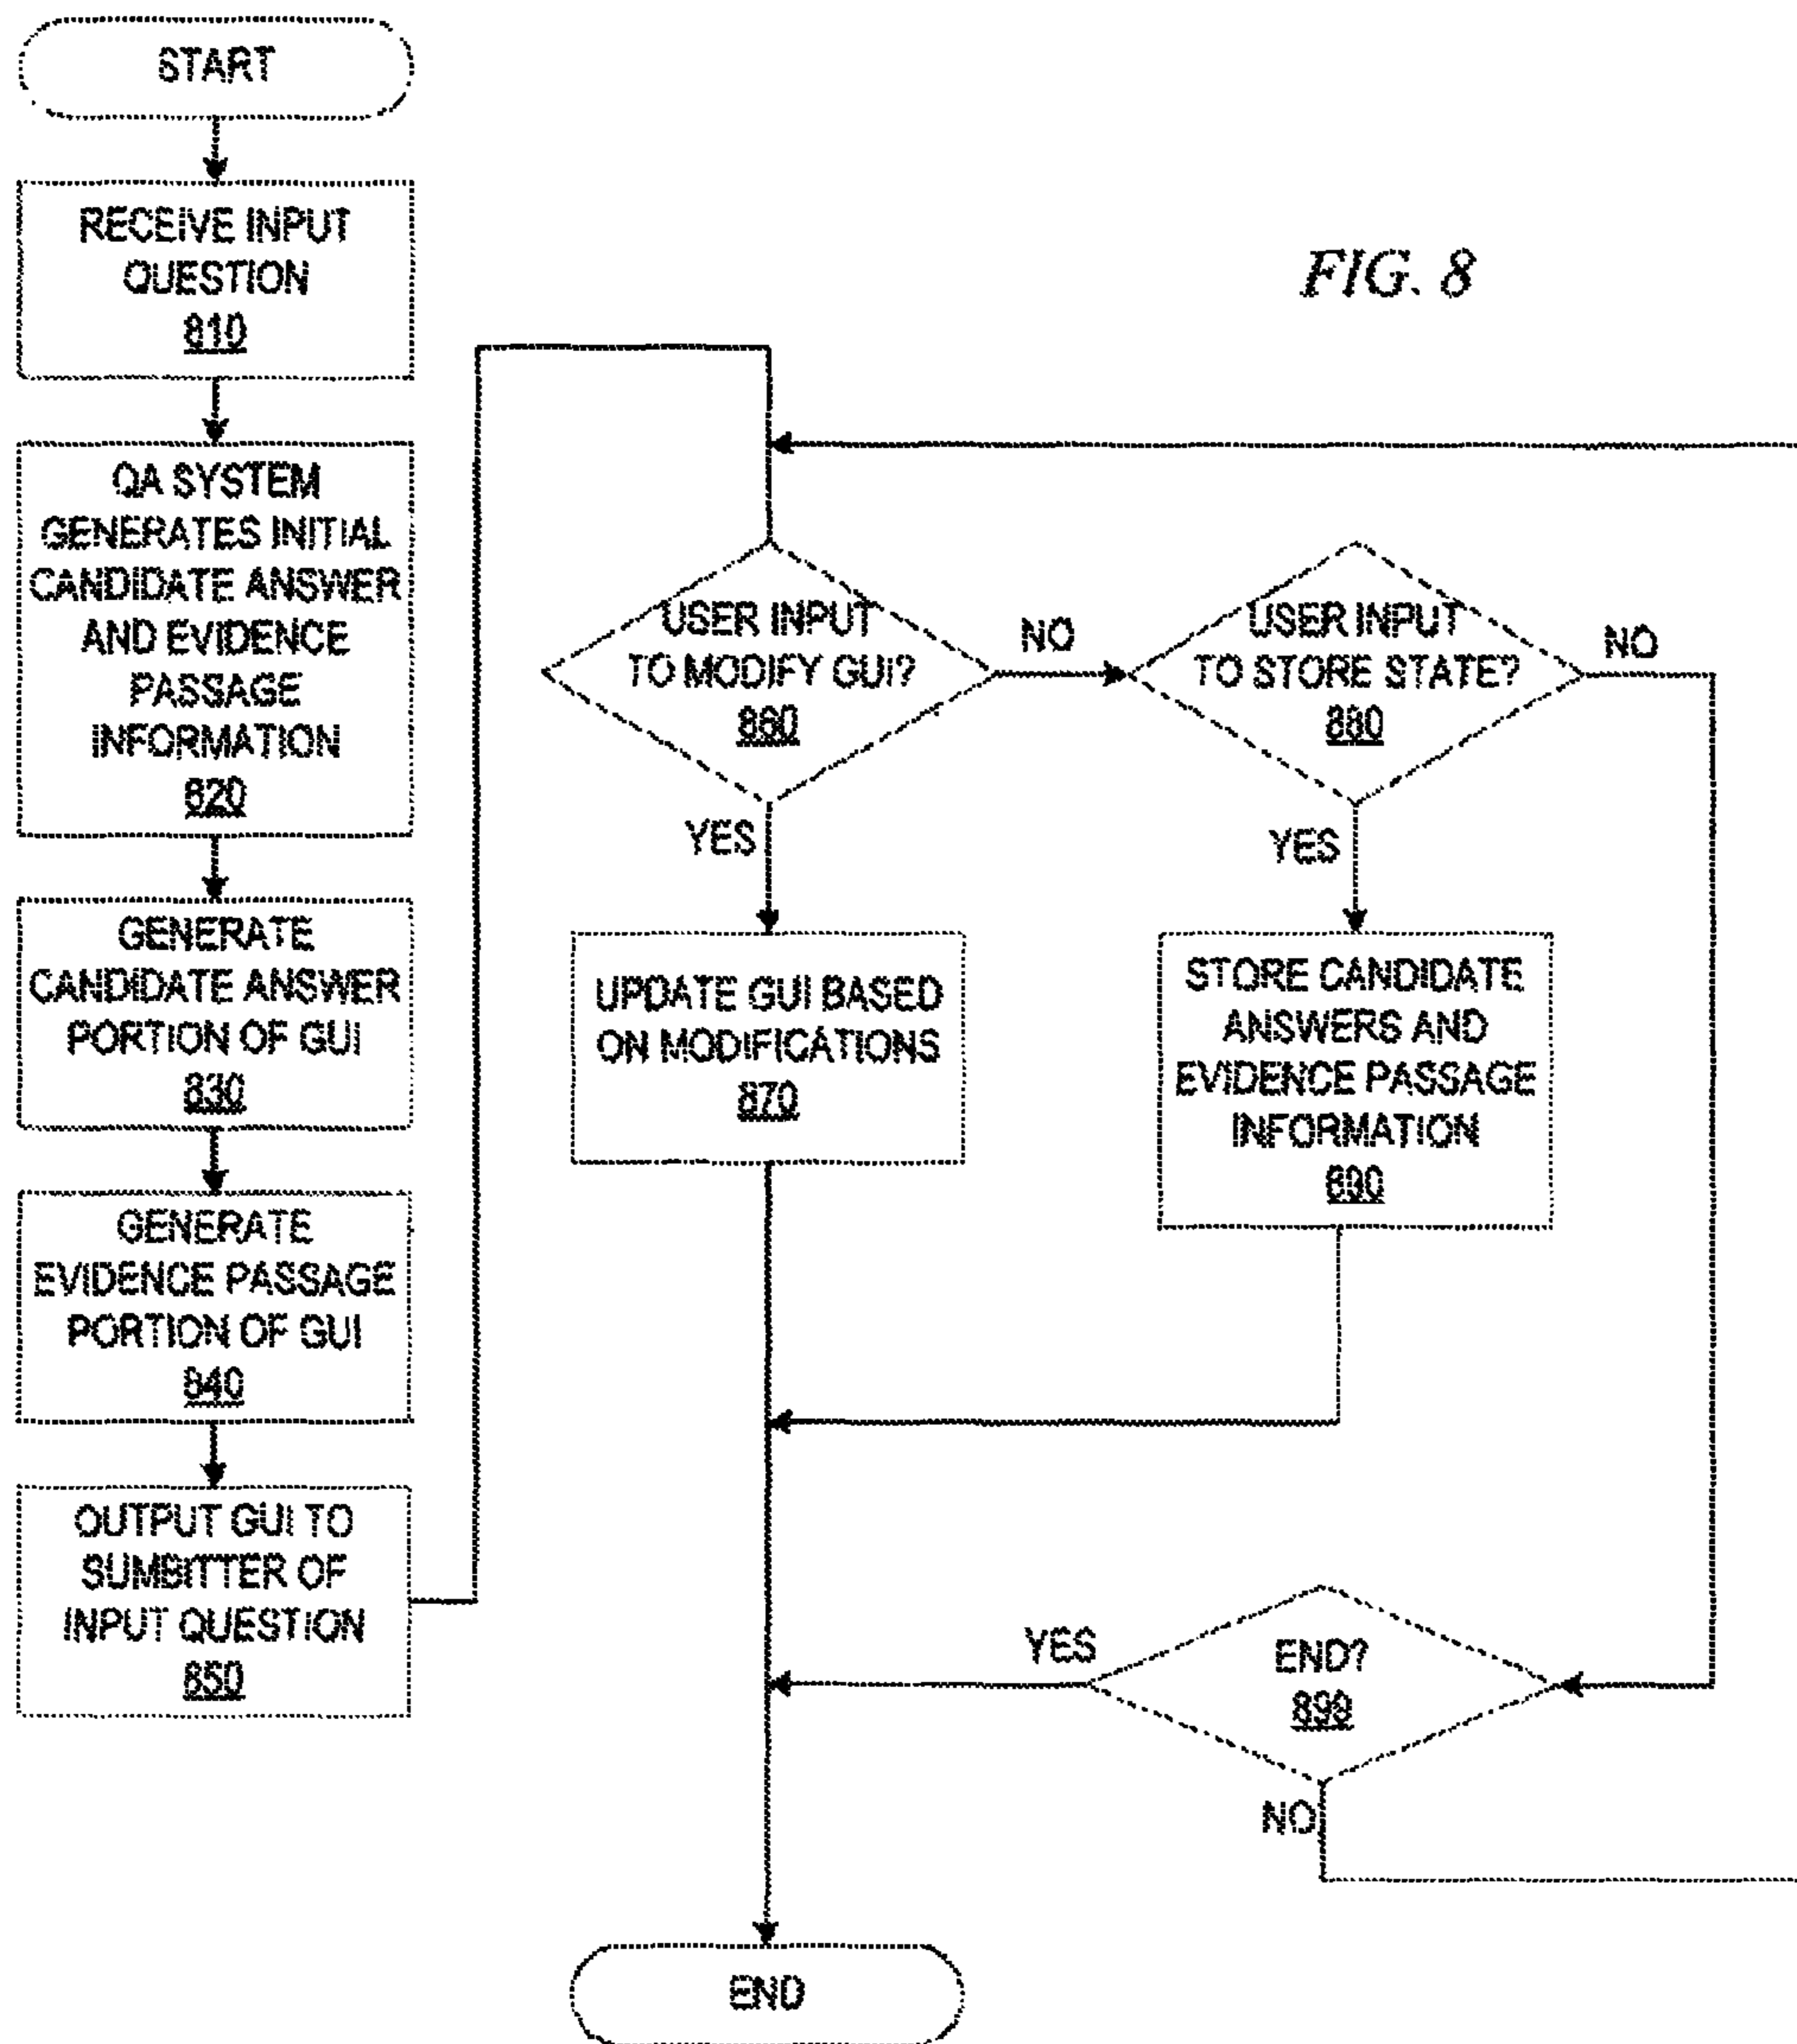 START
RECEIVE INPUT
QUESTION
810
QA SYSTEM
GENERATES INITIAL
CANDIDATE ANSWER
AND EVIDENCE
PASSAGE
INFORMATION
820
GENERATE
CANDIDATE ANSWER
PORTION OF GUI
830
GENERATE
EVIDENCE PASSAGE
PORTION OF GUI
840
OUTPUT GUI TO
SUMBITTER OF
INPUT QUESTION
850
FIG. 8
USER INPUT
TO MODIFY GUI?
860
NO
YES
UPDATE GUI BASED
ON MODIFICATIONS
870
USER INPUT
TO STORE STATE?
880
NO
YES
STORE CANDIDATE
ANSWERS AND
EVIDENCE PASSAGE
INFORMATION
890
END?
899
YES
NO
END